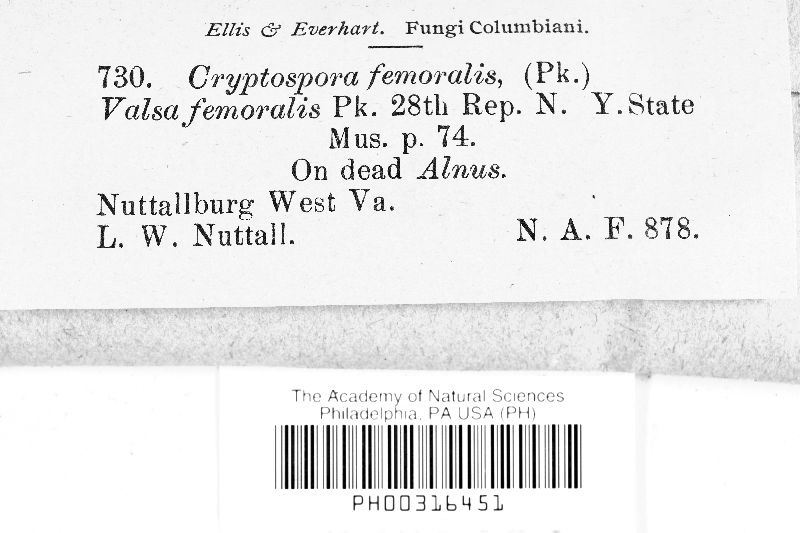 Ellis & Everhart. Fungi Columbiani.
730. Cryptospora femoralis, (Pk.)
Valsa femoralis Pk. 28th Rep. N. Y. State
Mus. p. 74.
On dead Alnus.
Nuttallburg West Va.
L. W. Nuttall. N. A. F. 878.
The Academy of Natural Sciences
Philadelphia, PA USA (PH)
PH00316451